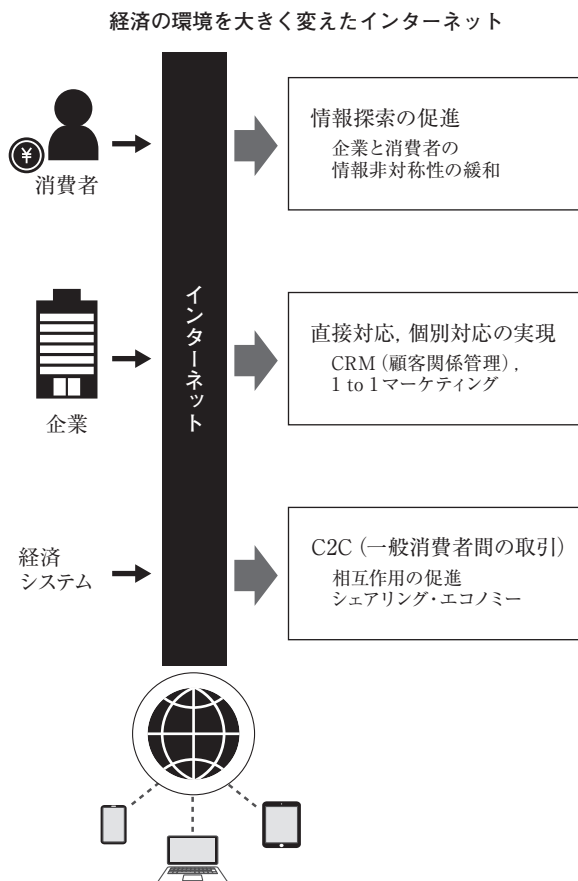 経済の環境を大きく変えたインターネット
¥
消費者
情報探索の促進
企業と消費者の
情報非対称性の緩和
インターネット
企業
直接対応, 個別対応の実現
CRM（顧客関係管理）,
1 to 1マーケティング
経済
システム
C2C（一般消費者間の取引）
相互作用の促進
シェアリング・エコノミー